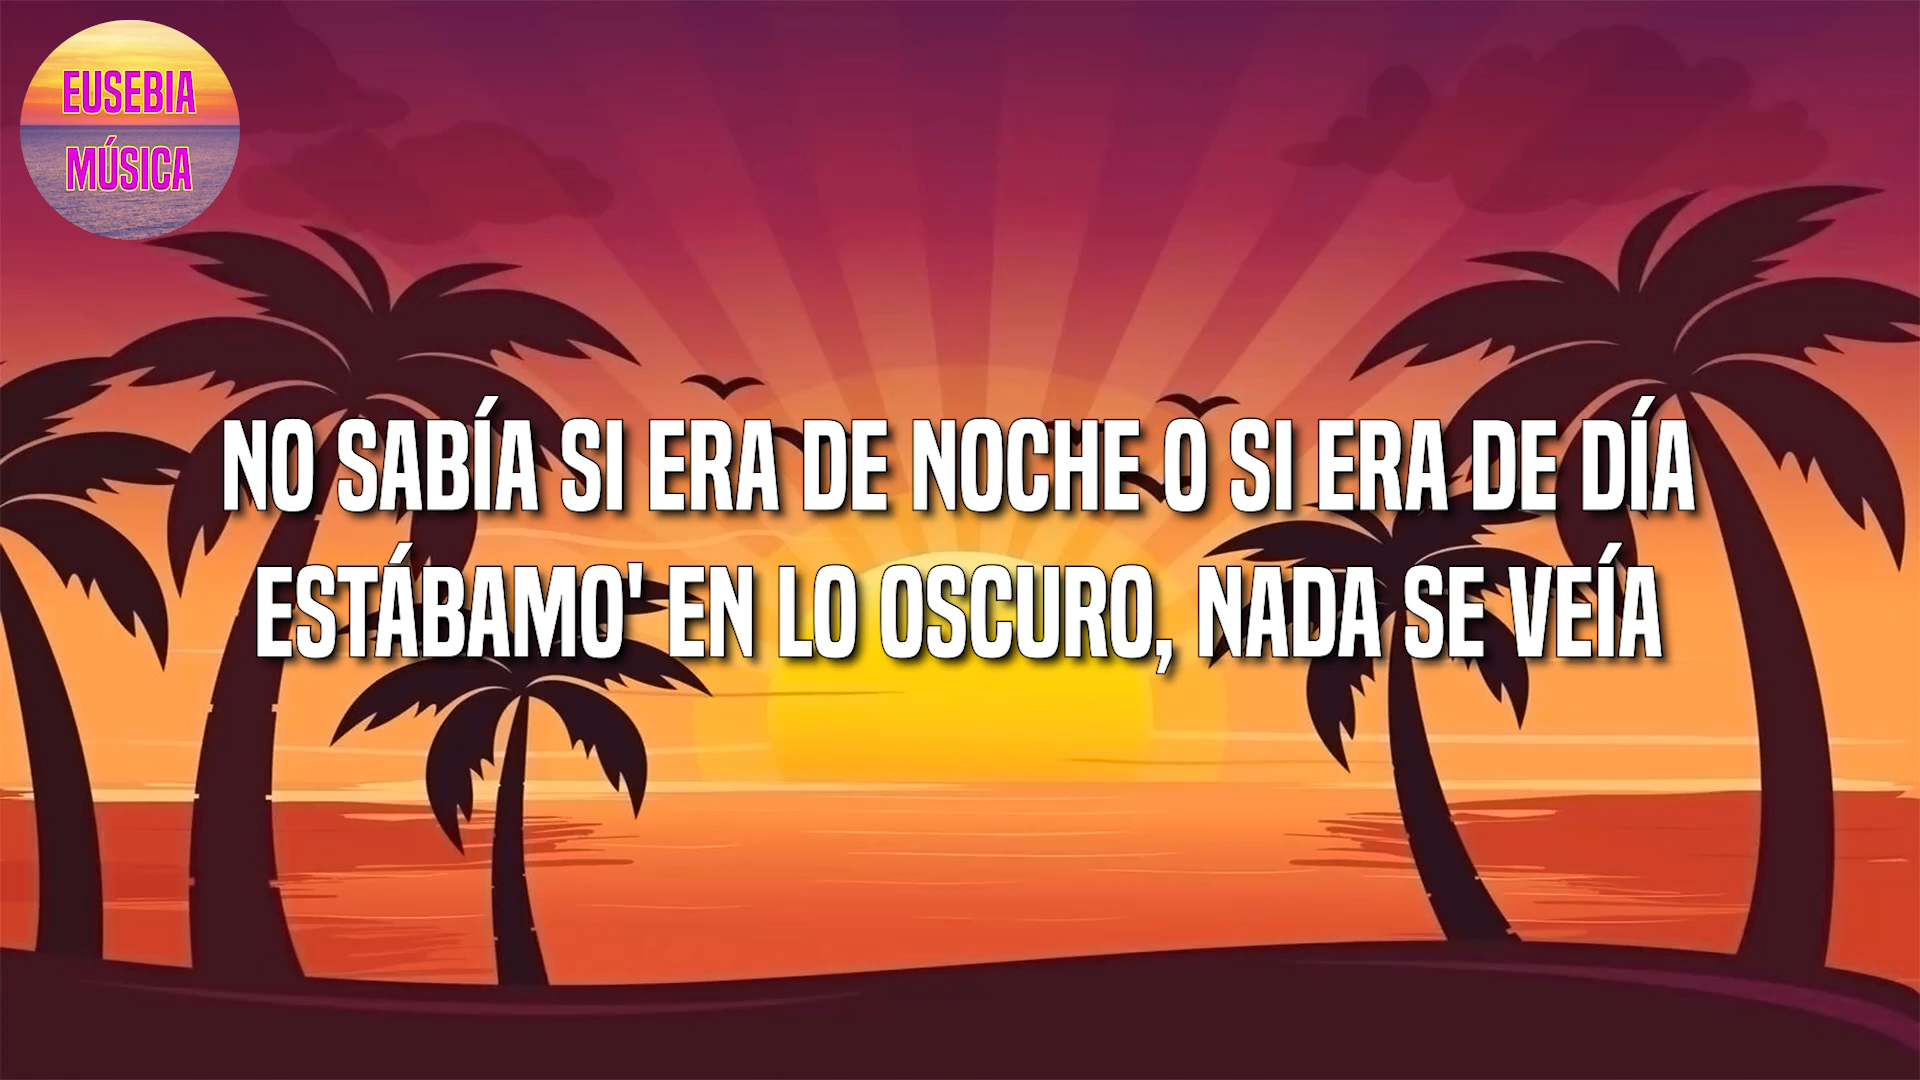 EUSEBIA
MÚSICA
NO SABÍA SI ERA DE NOCHE O SI ERA DE DÍA
ESTÁBAMO' EN LO OSCURO, NADA SE VEÍA